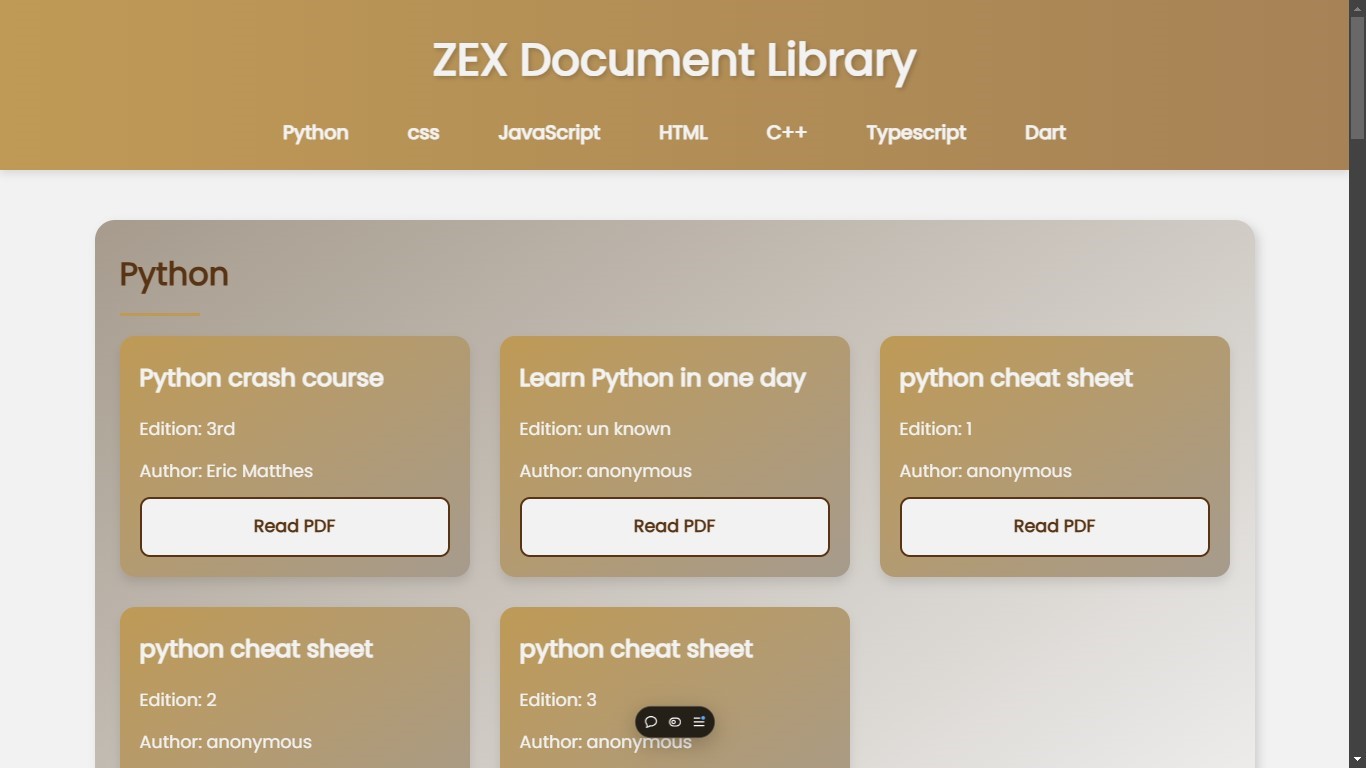 ZEX Document Library
Python css JavaScript HTML C++ Typescript Dart
Python
Python crash course
Edition: 3rd
Author: Eric Matthes
Read PDF
Learn Python in one day
Edition: un known
Author: anonymous
Read PDF
python cheat sheet
Edition: 1
Author: anonymous
Read PDF
python cheat sheet
Edition: 2
Author: anonymous
python cheat sheet
Edition: 3
Author: anonymous